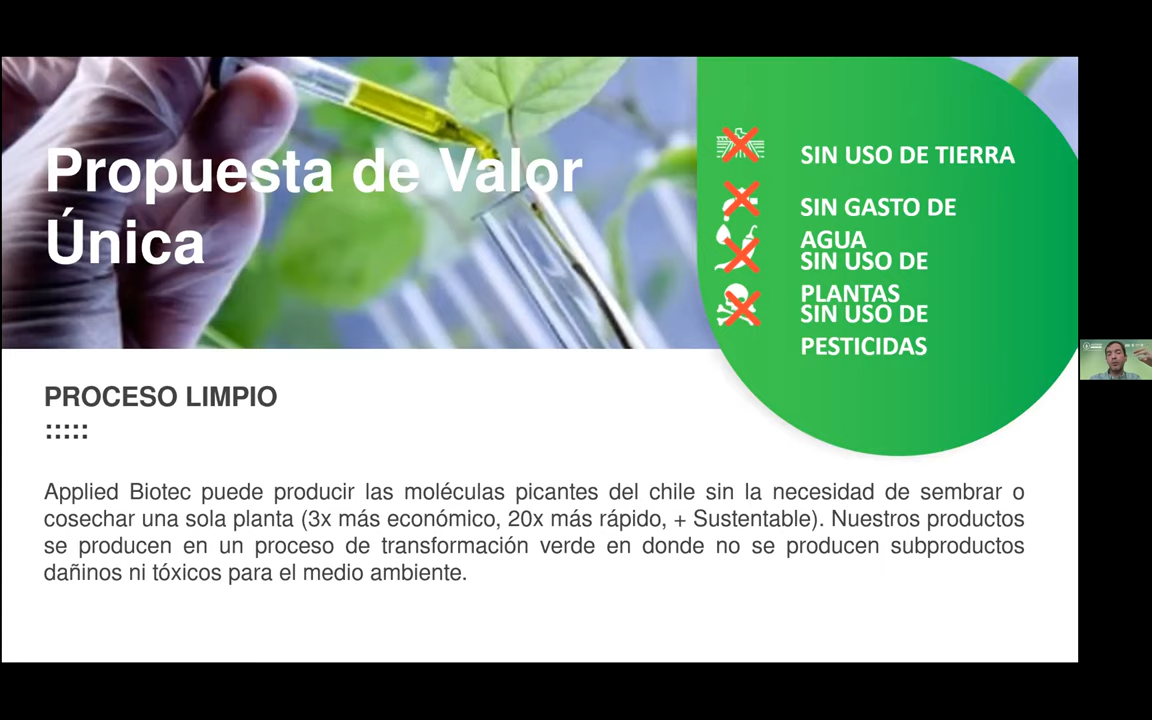 Propuesta de Valor
Única
SIN USO DE TIERRA
SIN GASTO DE
AGUA
SIN USO DE
PLANTAS
SIN USO DE
PESTICIDAS
PROCESO LIMPIO
:::::
Applied Biotec puede producir las moléculas picantes del chile sin la necesidad de sembrar o
cosechar una sola planta (3x más económico, 20x más rápido, + Sustentable). Nuestros productos
se producen en un proceso de transformación verde en donde no se producen subproductos
dañinos ni tóxicos para el medio ambiente.